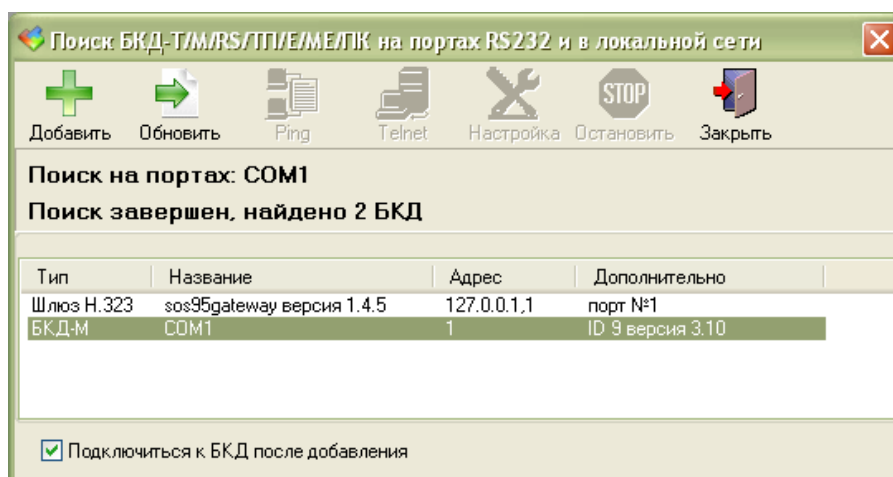 Поиск БКД-Т/М/RS/ТП/Е/МЕ/ПК на портах RS232 и в локальной сети
STOP
Добавить Обновить Ping Telnet Настройка Остановить Закрыть
Поиск на портах: COM1
Поиск завершен, найдено 2 БКД
Тип Название Адрес Дополнительно
Шлюз H.323 sos95gateway версия 1.4.5 127.0.0.1,1 порт №1
БКД-М COM1 1 ID 9 версия 3.10
Подключиться к БКД после добавления